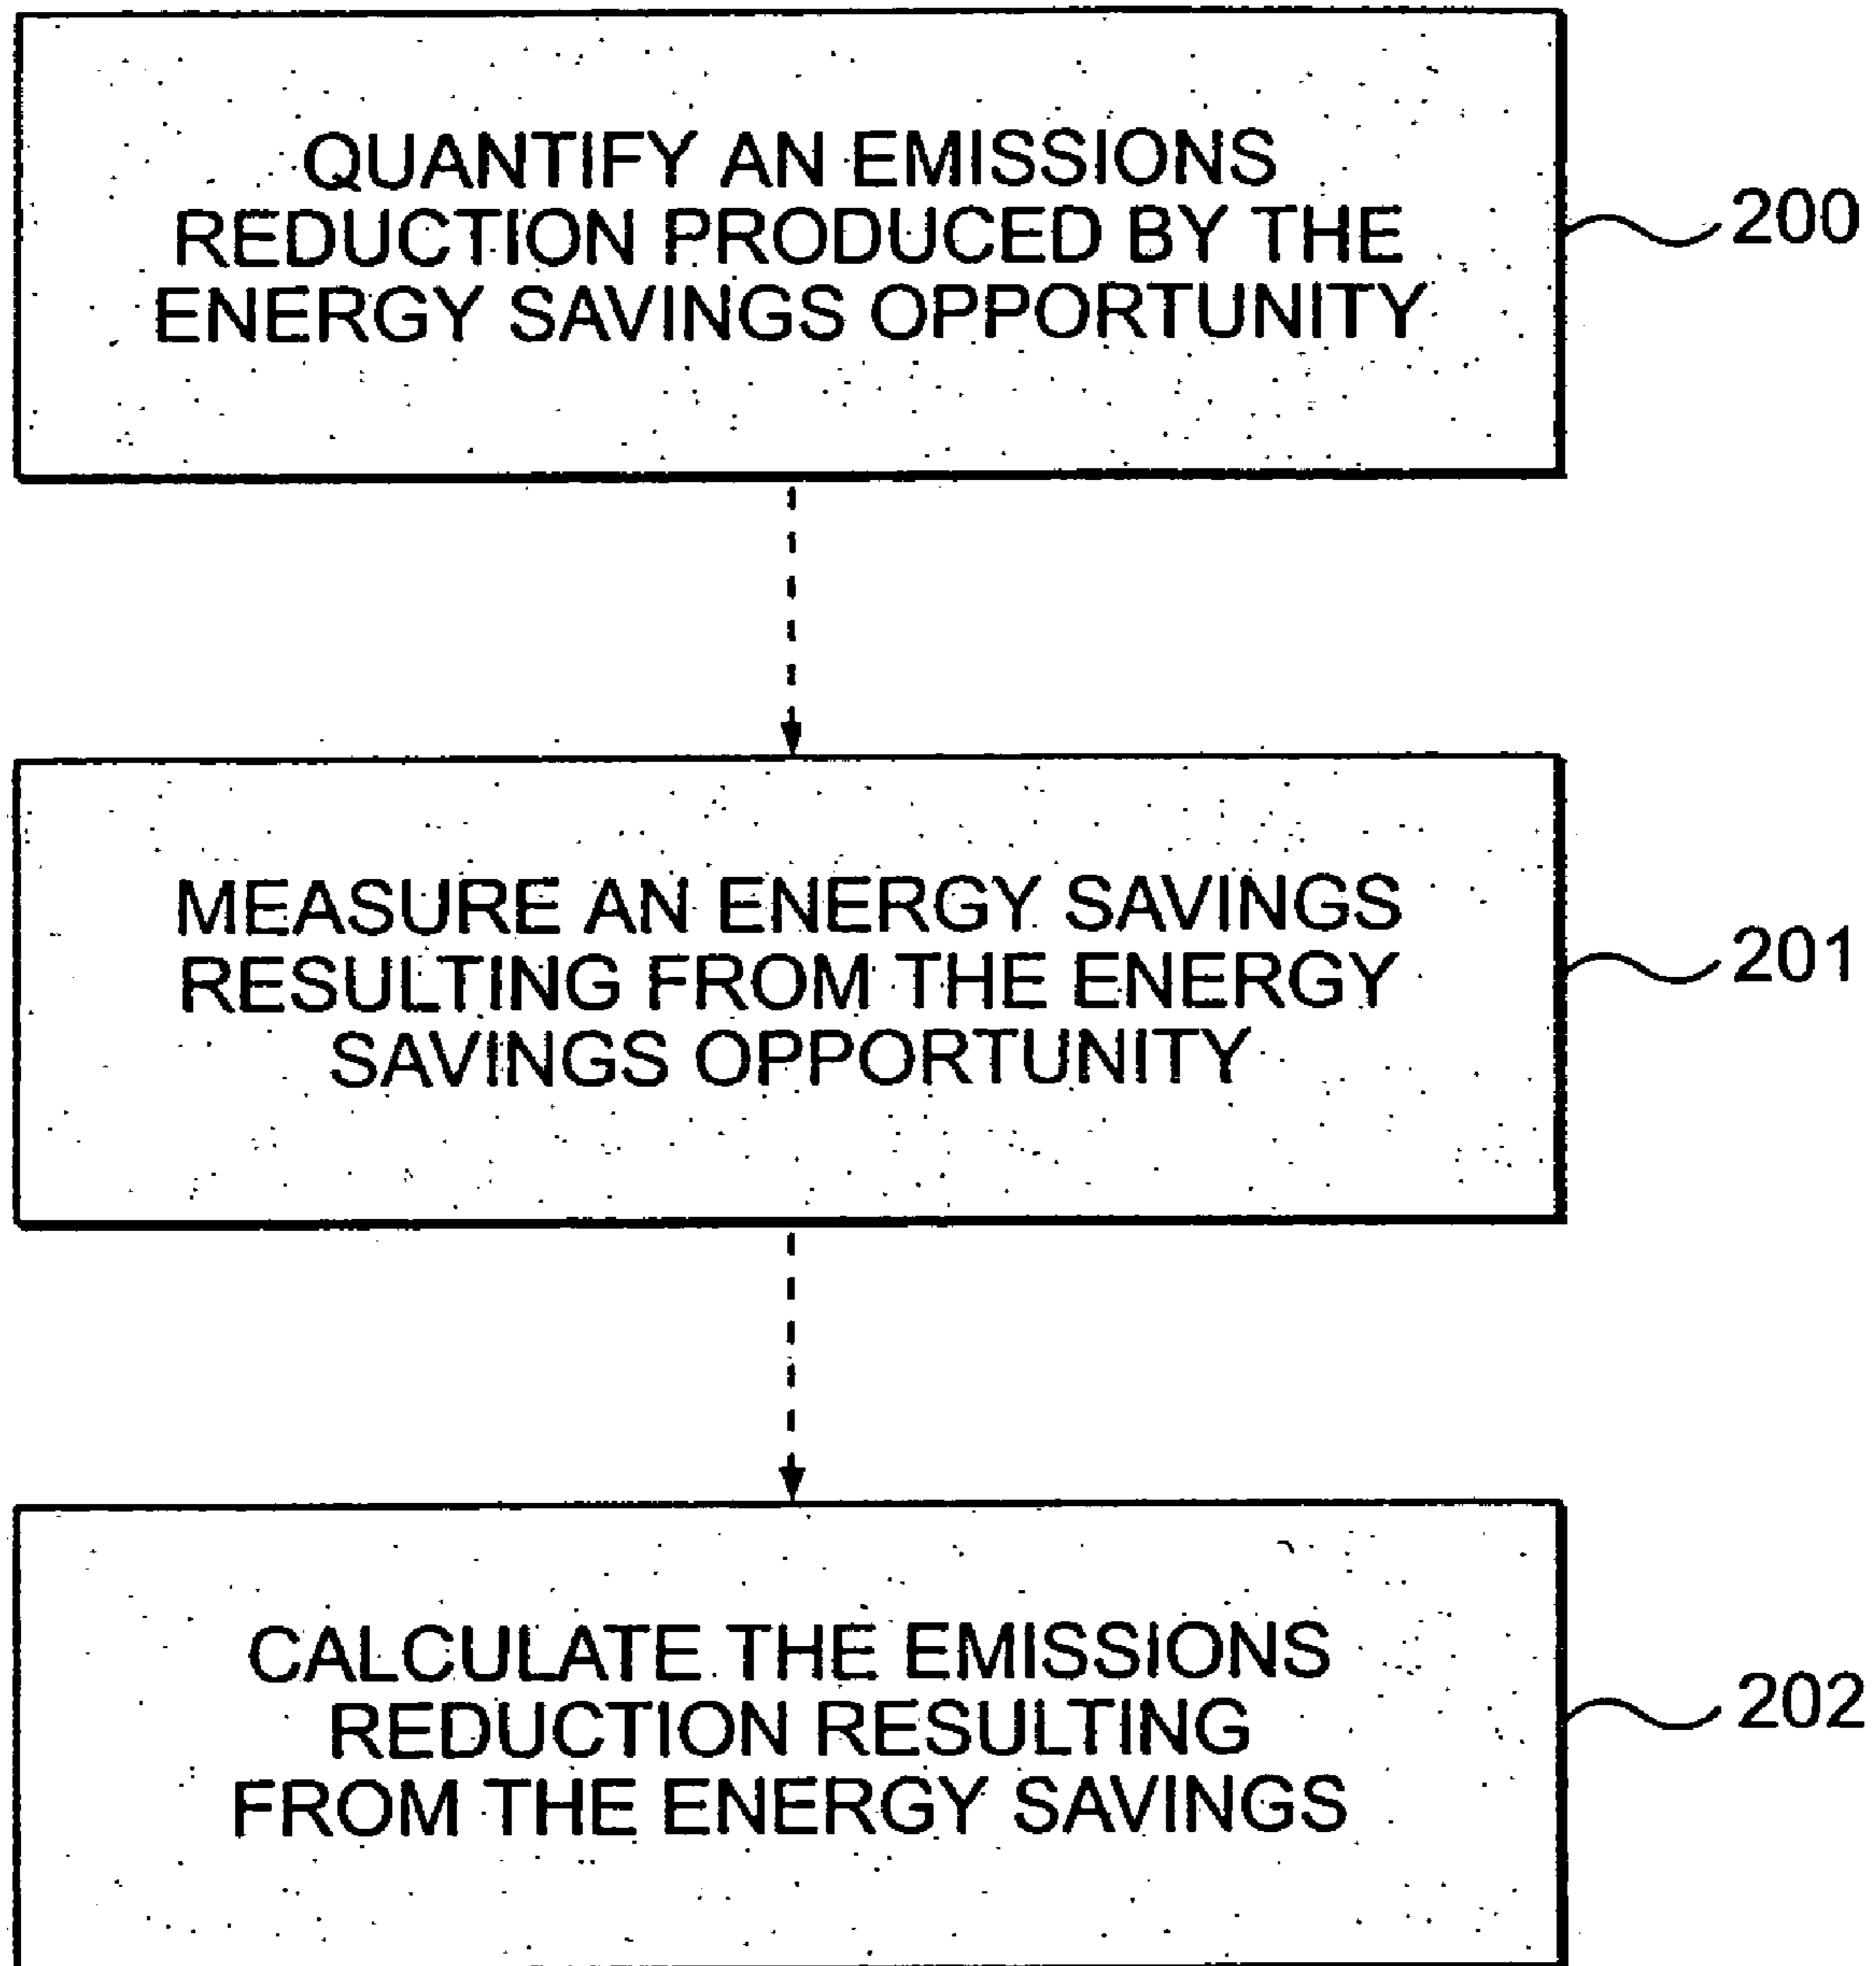 QUANTIFY AN EMISSIONS
REDUCTION PRODUCED BY THE
ENERGY SAVINGS OPPORTUNITY
200
MEASURE AN ENERGY SAVINGS
RESULTING FROM THE ENERGY
SAVINGS OPPORTUNITY
201
CALCULATE THE EMISSIONS
REDUCTION RESULTING
FROM THE ENERGY SAVINGS
202